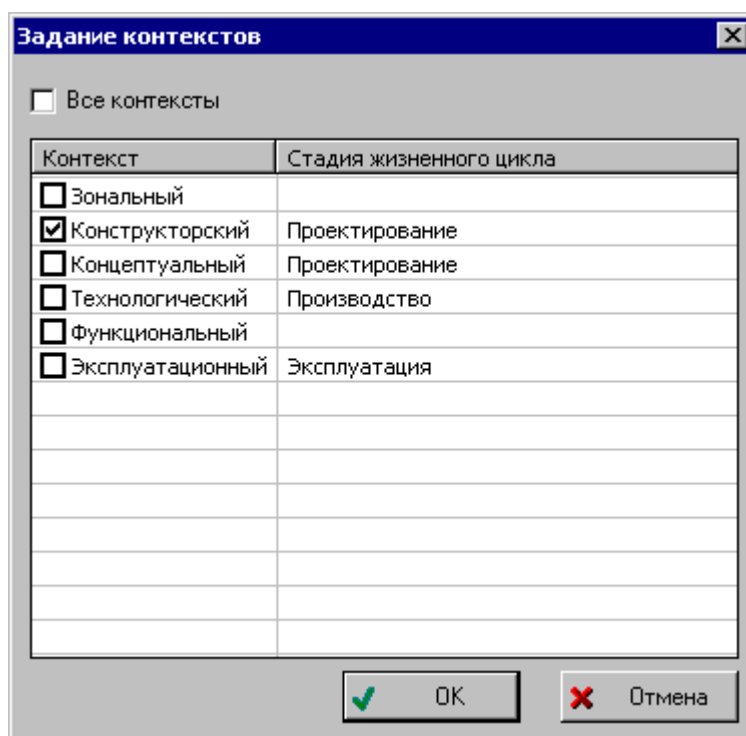 Задание контекстов
Все контексты
Контекст Стадия жизненного цикла
Зональный
Конструкторский Проектирование
Концептуальный Проектирование
Технологический Производство
Функциональный
Эксплуатационный Эксплуатация
ОК Отмена